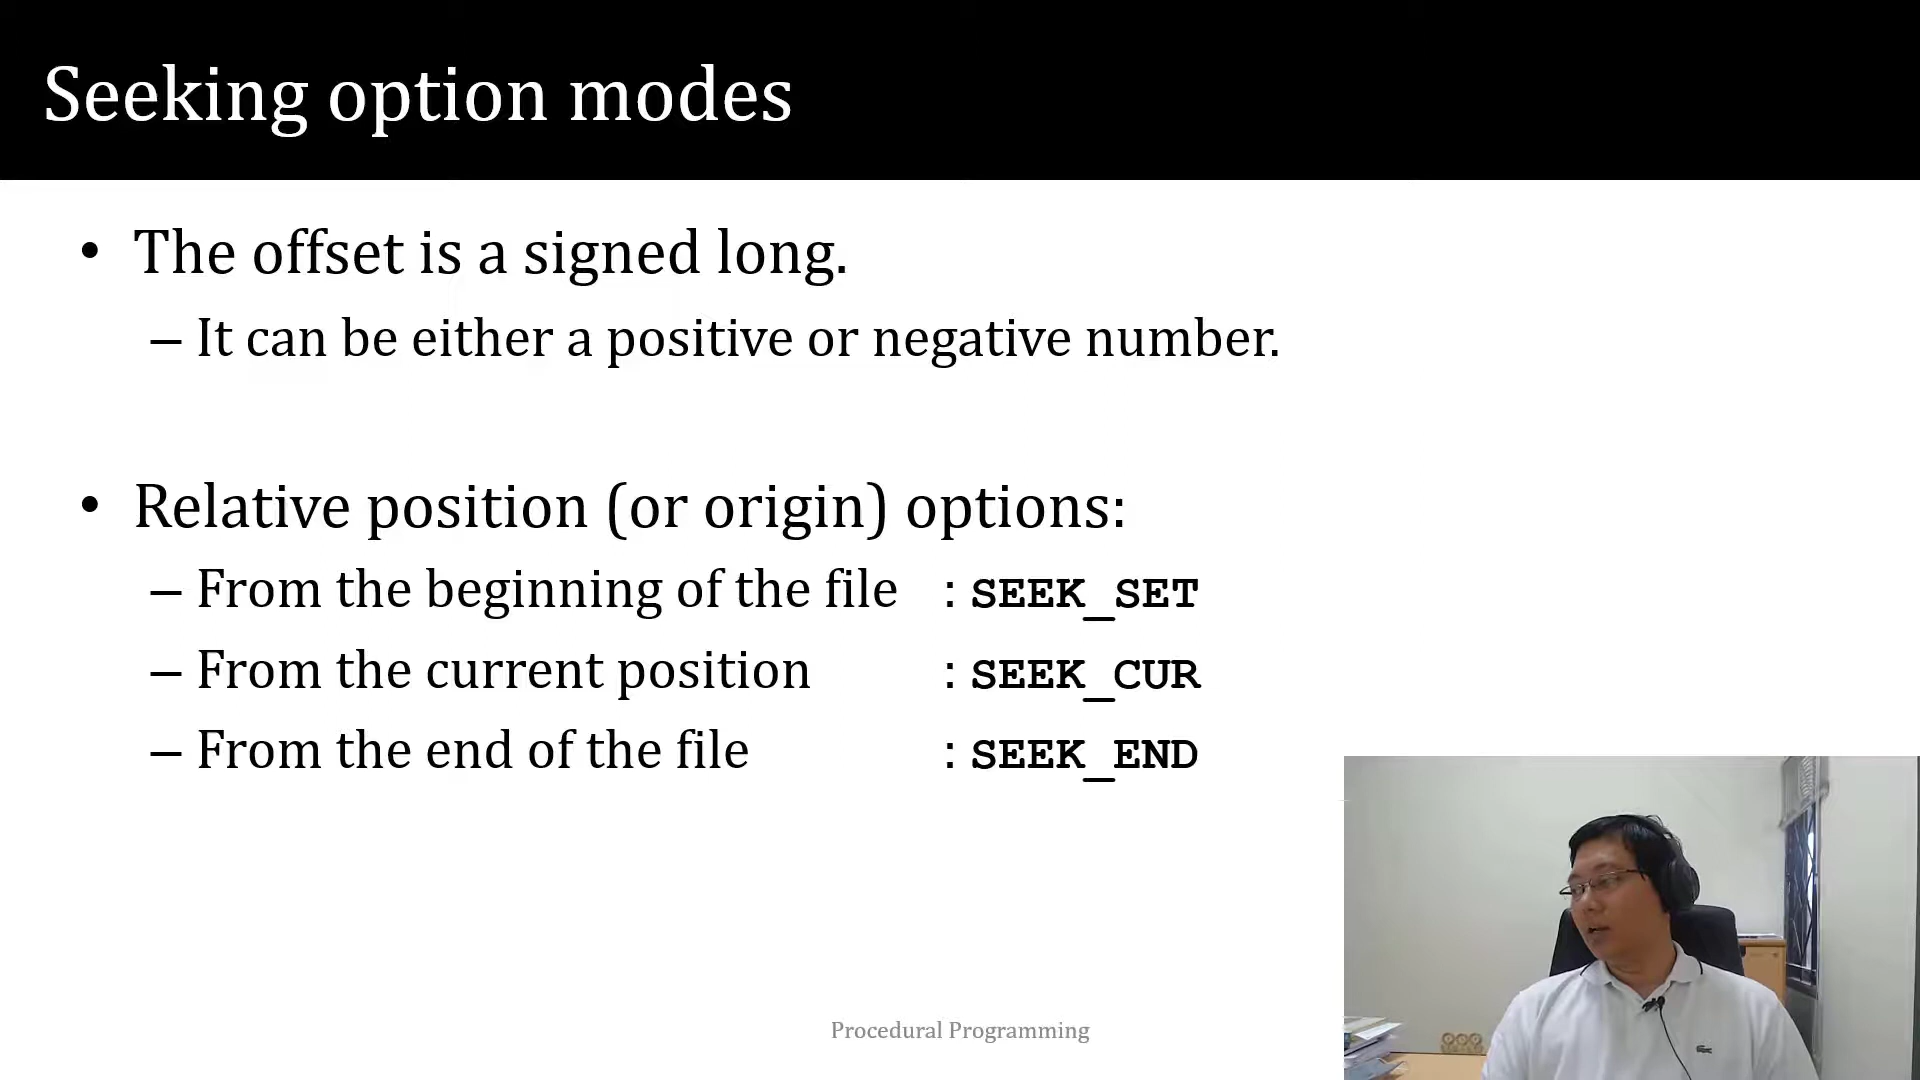 Seeking option modes
• The offset is a signed long.
– It can be either a positive or negative number.
• Relative position (or origin) options:
– From the beginning of the file : SEEK_SET
– From the current position : SEEK_CUR
– From the end of the file : SEEK_END
Procedural Programming